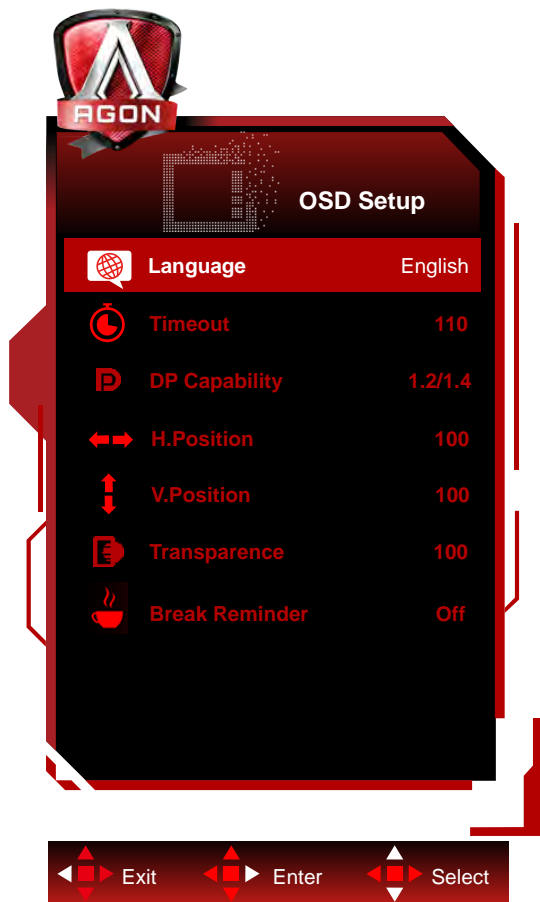 AGON
OSD Setup
Language English
Timeout 110
DP Capability 1.2/1.4
H.Position 100
V.Position 100
Transparence 100
Break Reminder Off
Exit Enter Select